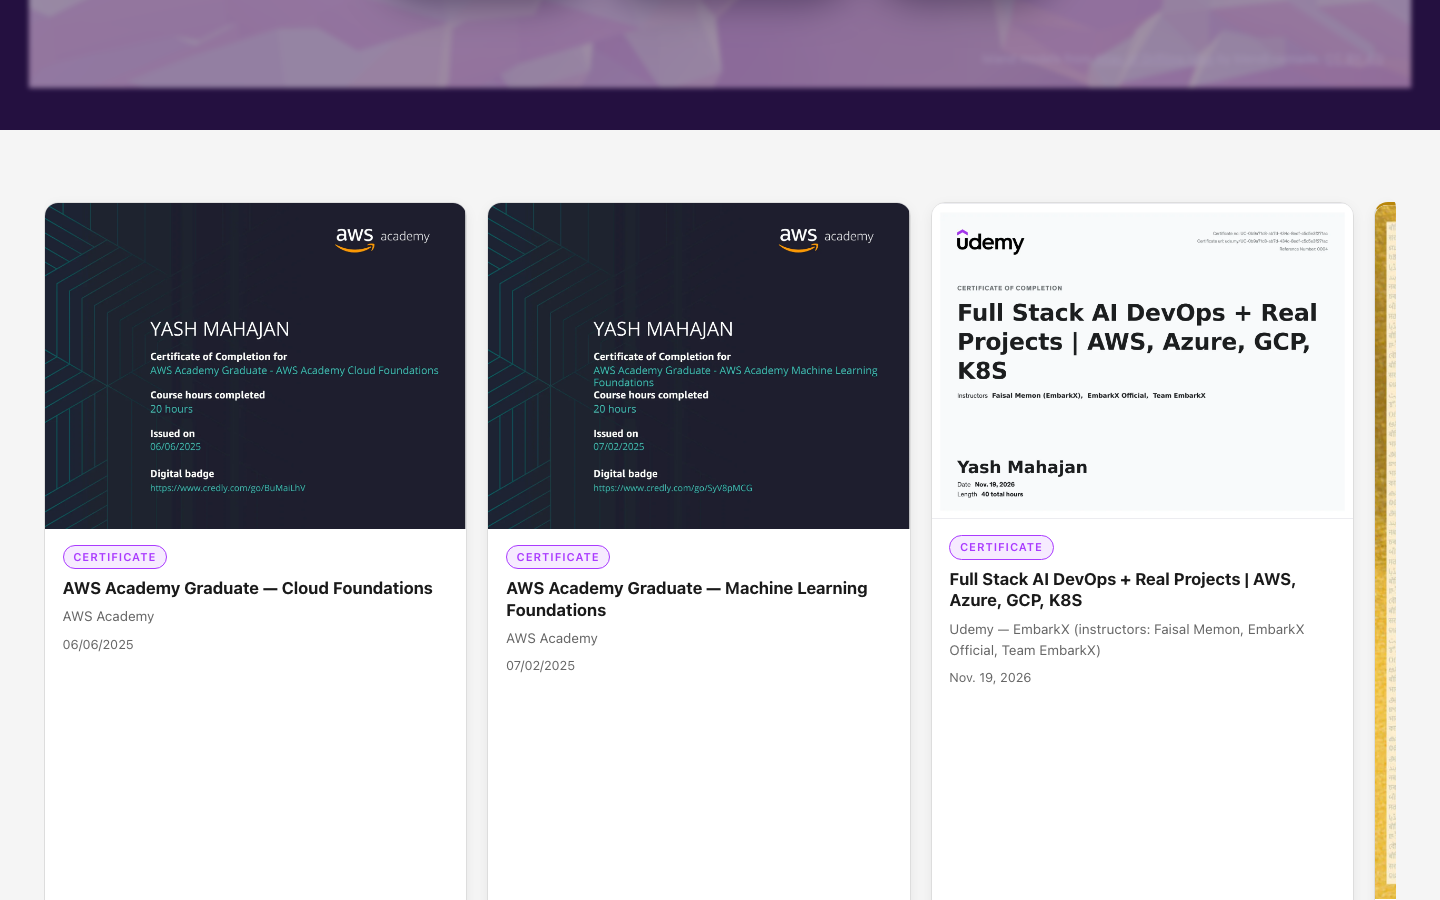 aws academy
YASH MAHAJAN
Certificate of Completion for
AWS Academy Graduate - AWS Academy Cloud Foundations
Course hours completed
20 hours
Issued on
06/06/2025
Digital badge
https://www.credly.com/go/BuMaiLhV
CERTIFICATE
AWS Academy Graduate — Cloud Foundations
AWS Academy
06/06/2025
aws academy
YASH MAHAJAN
Certificate of Completion for
AWS Academy Graduate - AWS Academy Machine Learning
Foundations
Course hours completed
20 hours
Issued on
07/02/2025
Digital badge
https://www.credly.com/go/SyV8pMCG
CERTIFICATE
AWS Academy Graduate — Machine Learning
Foundations
AWS Academy
07/02/2025
udemy
Reference Number: 0004
CERTIFICATE OF COMPLETION
Full Stack AI DevOps + Real
Projects | AWS, Azure, GCP,
K8S
Instructors Faisal Memon (EmbarkX), EmbarkX Official, Team EmbarkX
Yash Mahajan
Date Nov. 19, 2026
Length 40 total hours
CERTIFICATE
Full Stack AI DevOps + Real Projects | AWS,
Azure, GCP, K8S
Udemy — EmbarkX (instructors: Faisal Memon, EmbarkX
Official, Team EmbarkX)
Nov. 19, 2026